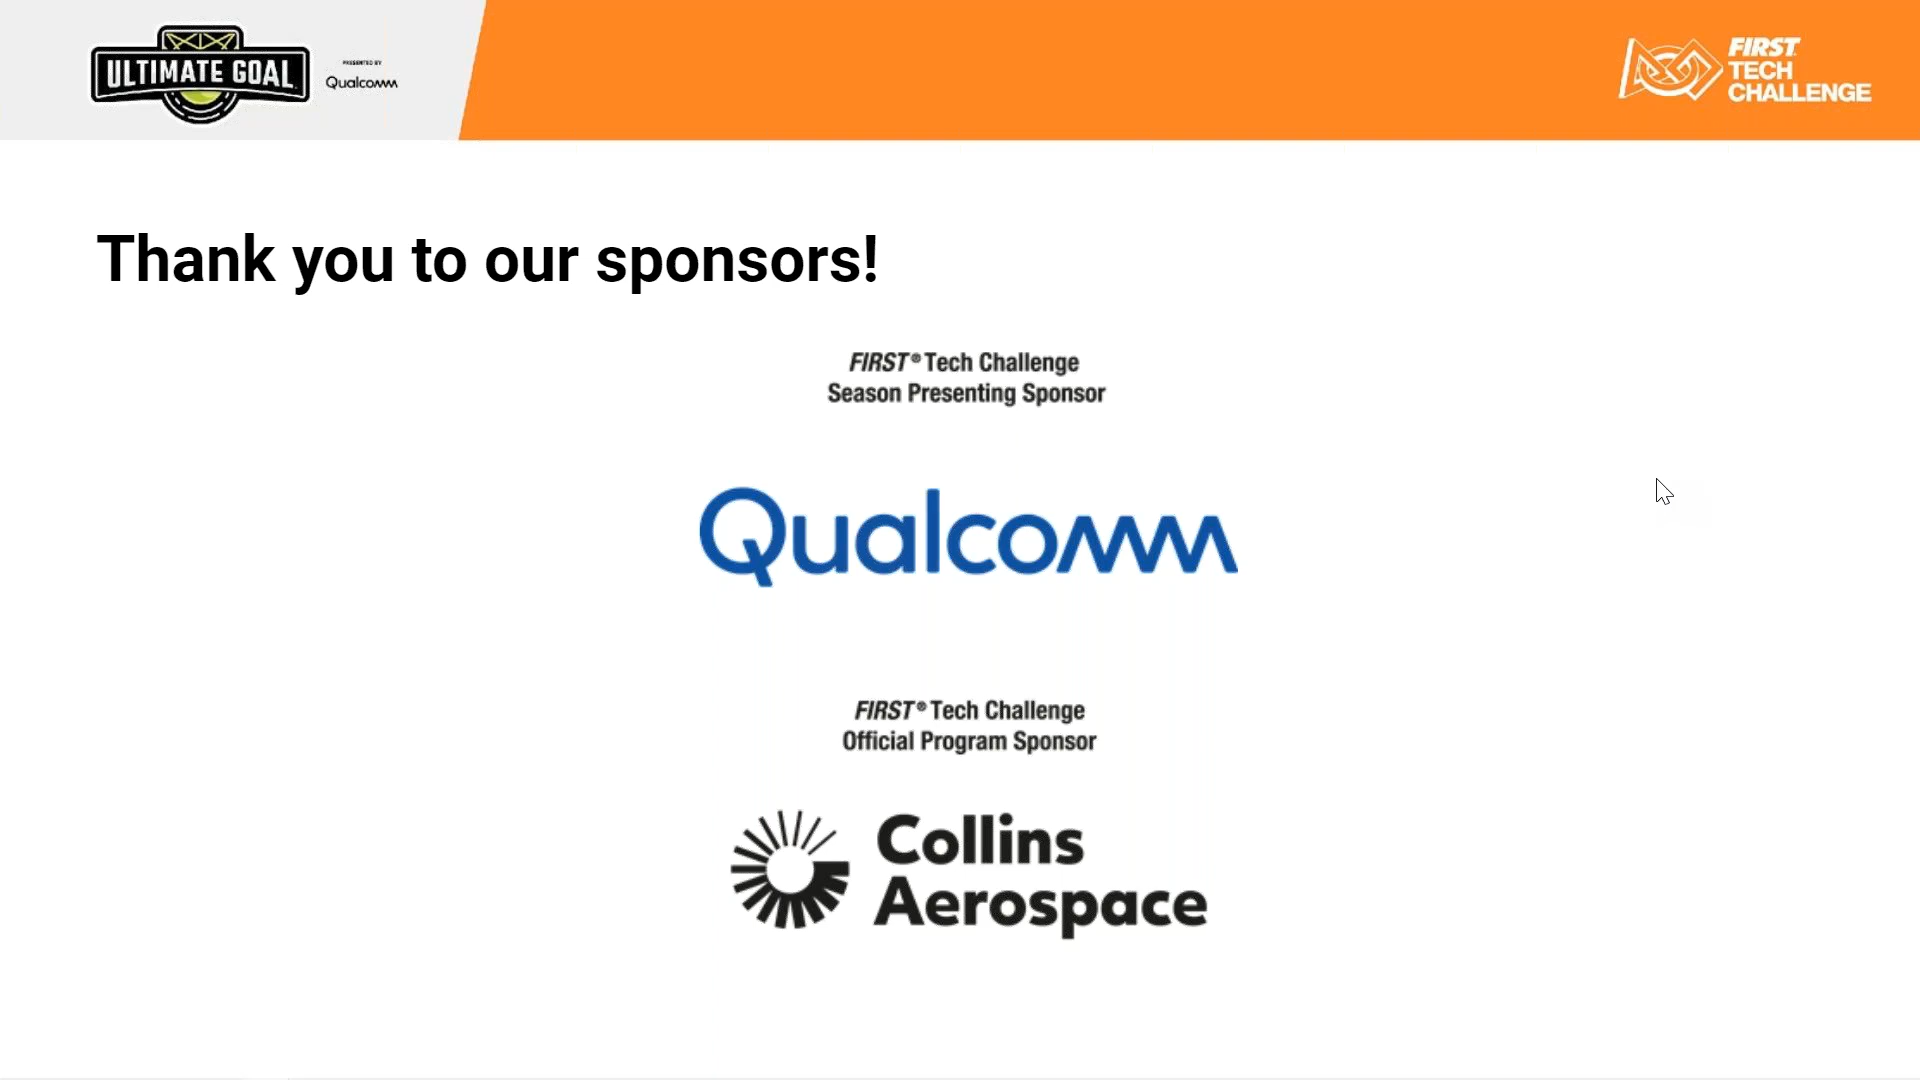 ULTIMATE GOAL
PRESENTED BY
Qualcomm
FIRST
TECH
CHALLENGE
Thank you to our sponsors!
FIRST® Tech Challenge
Season Presenting Sponsor
Qualcomm
FIRST® Tech Challenge
Official Program Sponsor
Collins
Aerospace